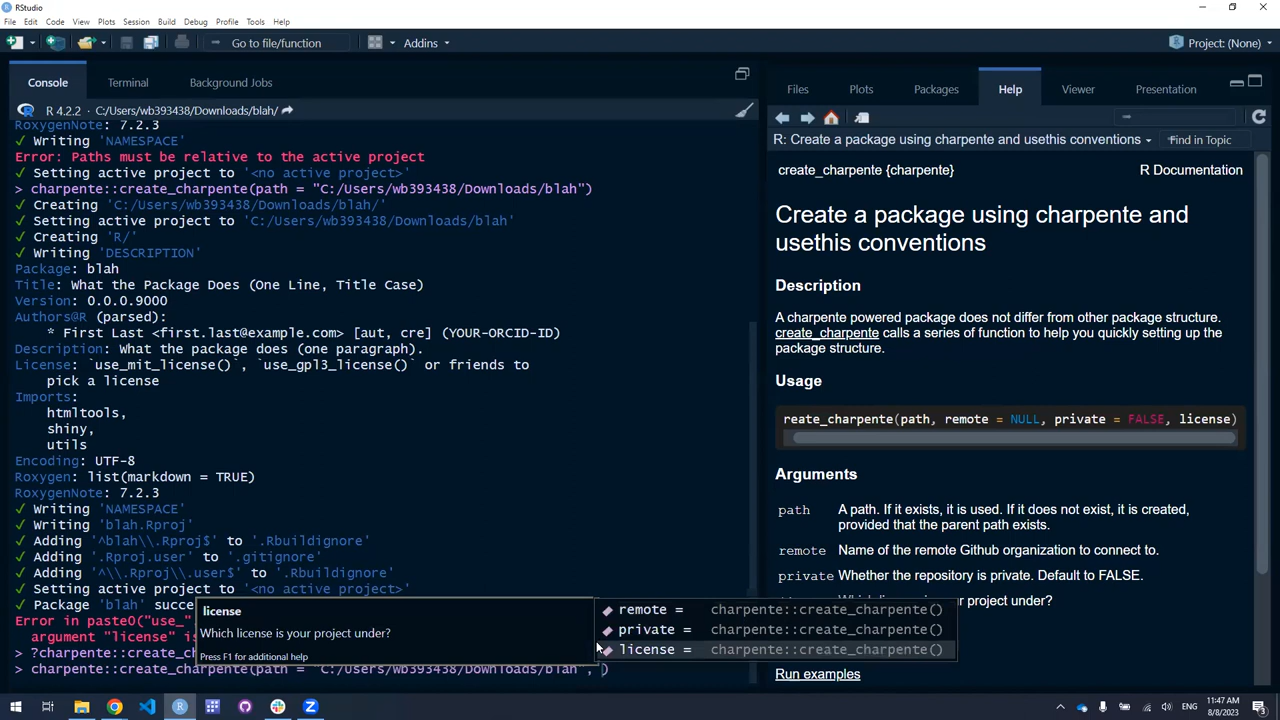 RStudio
File Edit Code View Plots Session Build Debug Profile Tools Help
Go to file/function Addins Project: (None)
Console Terminal Background Jobs
R 4.2.2 · C:/Users/wb393438/Downloads/blah/
RoxygenNote: 7.2.3
✓ Writing 'NAMESPACE'
Error: Paths must be relative to the active project
✓ Setting active project to '<no active project>'
> charpente::create_charpente(path = "C:/Users/wb393438/Downloads/blah")
✓ Creating 'C:/Users/wb393438/Downloads/blah/'
✓ Setting active project to 'C:/Users/wb393438/Downloads/blah'
✓ Creating 'R/'
✓ Writing 'DESCRIPTION'
Package: blah
Title: What the Package Does (One Line, Title Case)
Version: 0.0.0.9000
Authors@R (parsed):
* First Last <first.last@example.com> [aut, cre] (YOUR-ORCID-ID)
Description: What the package does (one paragraph).
License: `use_mit_license()`, `use_gpl3_license()` or friends to
pick a license
Imports:
htmltools,
shiny,
utils
Encoding: UTF-8
Roxygen: list(markdown = TRUE)
RoxygenNote: 7.2.3
✓ Writing 'NAMESPACE'
✓ Writing 'blah.Rproj'
✓ Adding '^blah\\.Rproj$' to '.Rbuildignore'
✓ Adding '.Rproj.user' to '.gitignore'
✓ Adding '^\\.Rproj\\.user$' to '.Rbuildignore'
✓ Setting active project to '<no active project>'
✓ Package 'blah' succe
Error in paste0("use_"
argument "license" is
> ?charpente::cre
> charpente::create_charpente(path = "C:/Users/wb393438/Downloads/blah", )
license
Which license is your project under?
Press F1 for additional help
remote = charpente::create_charpente()
private = charpente::create_charpente()
license = charpente::create_charpente()
Files Plots Packages Help Viewer Presentation
R: Create a package using charpente and usethis conventions Find in Topic
create_charpente {charpente} R Documentation
Create a package using charpente and
usethis conventions
Description
A charpente powered package does not differ from other package structure.
create_charpente calls a series of function to help you quickly setting up the
package structure.
Usage
reate_charpente(path, remote = NULL, private = FALSE, license)
Arguments
path A path. If it exists, it is used. If it does not exist, it is created,
provided that the parent path exists.
remote Name of the remote Github organization to connect to.
private Whether the repository is private. Default to FALSE.
your project under?
Run examples
ENG 11:47 AM
8/8/2023
3